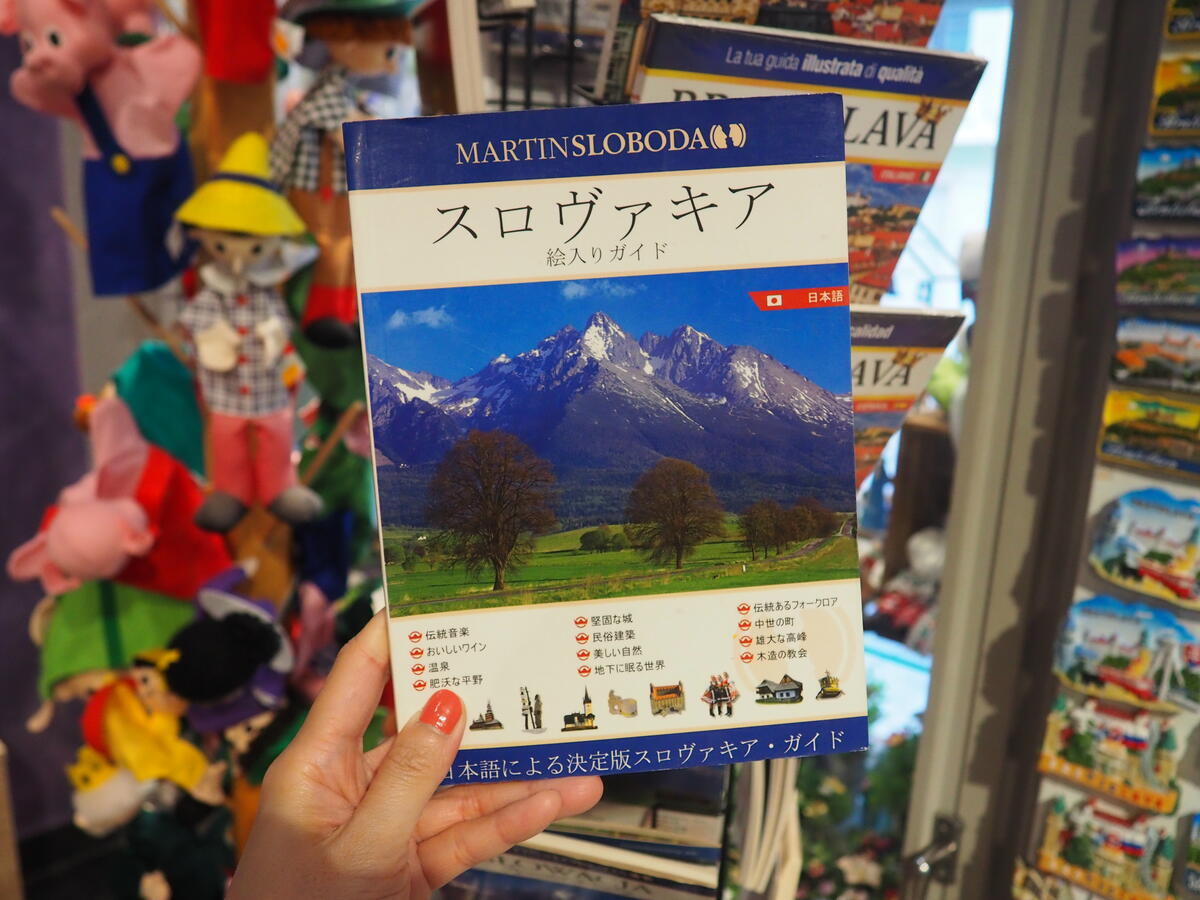 La tua guida illustrata di qualità
LAVA
ITALIANO
MARTINSLOBODA
スロヴァキア
絵入りガイド
日本語
AVA
伝統音楽
おいしいワイン
温泉
肥沃な平野
堅固な城
民俗建築
美しい自然
地下に眠る世界
伝統あるフォークロア
中世の町
雄大な高峰
木造の教会
日本語による決定版スロヴァキア・ガイド